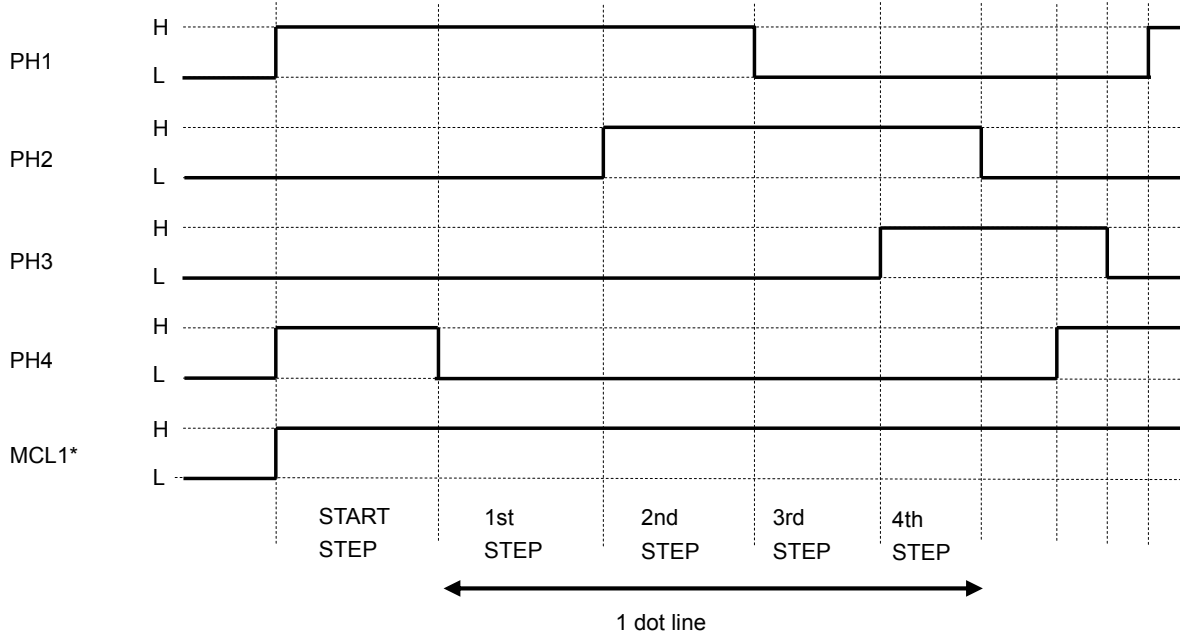 H
PH1
L
H
PH2
L
H
PH3
L
H
PH4
L
H
MCL1*
L
START STEP
1st STEP
2nd STEP
3rd STEP
4th STEP
1 dot line